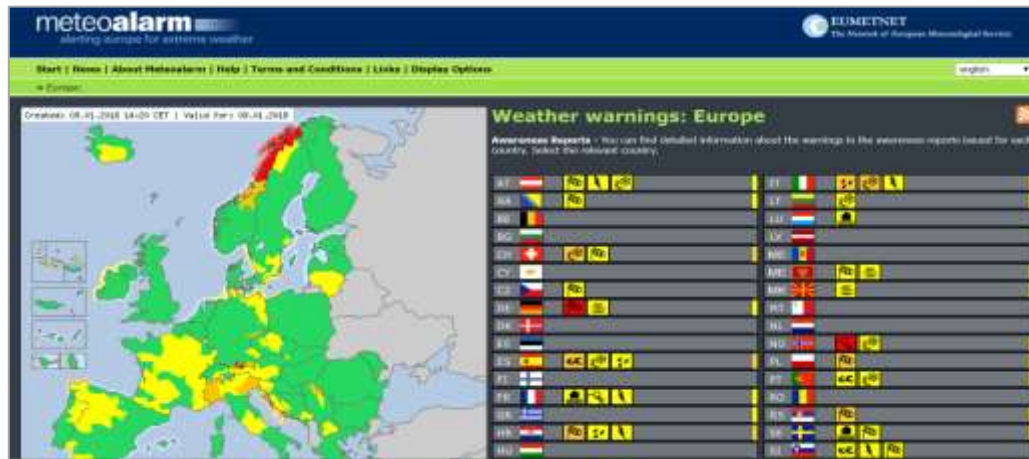 meteoalarm
alerting europe for extreme weather
EUMETNET
The Network of European Meteorological Services
Start | News | About Meteoalarm | Help | Terms and Conditions | Links | Display Options
english
Europe:
Weather warnings: Europe
Awareness Reports - You can find detailed information about the warnings in the awareness reports issued for each
country. Select the relevant country.
AT
IT
BA
LT
BE
LU
BG
LV
CH
CY
ME
CZ
MK
DE
MT
DK
NL
NO
ES
PL
FI
PT
FR
RO
GR
RS
HR
SE
HU
SI